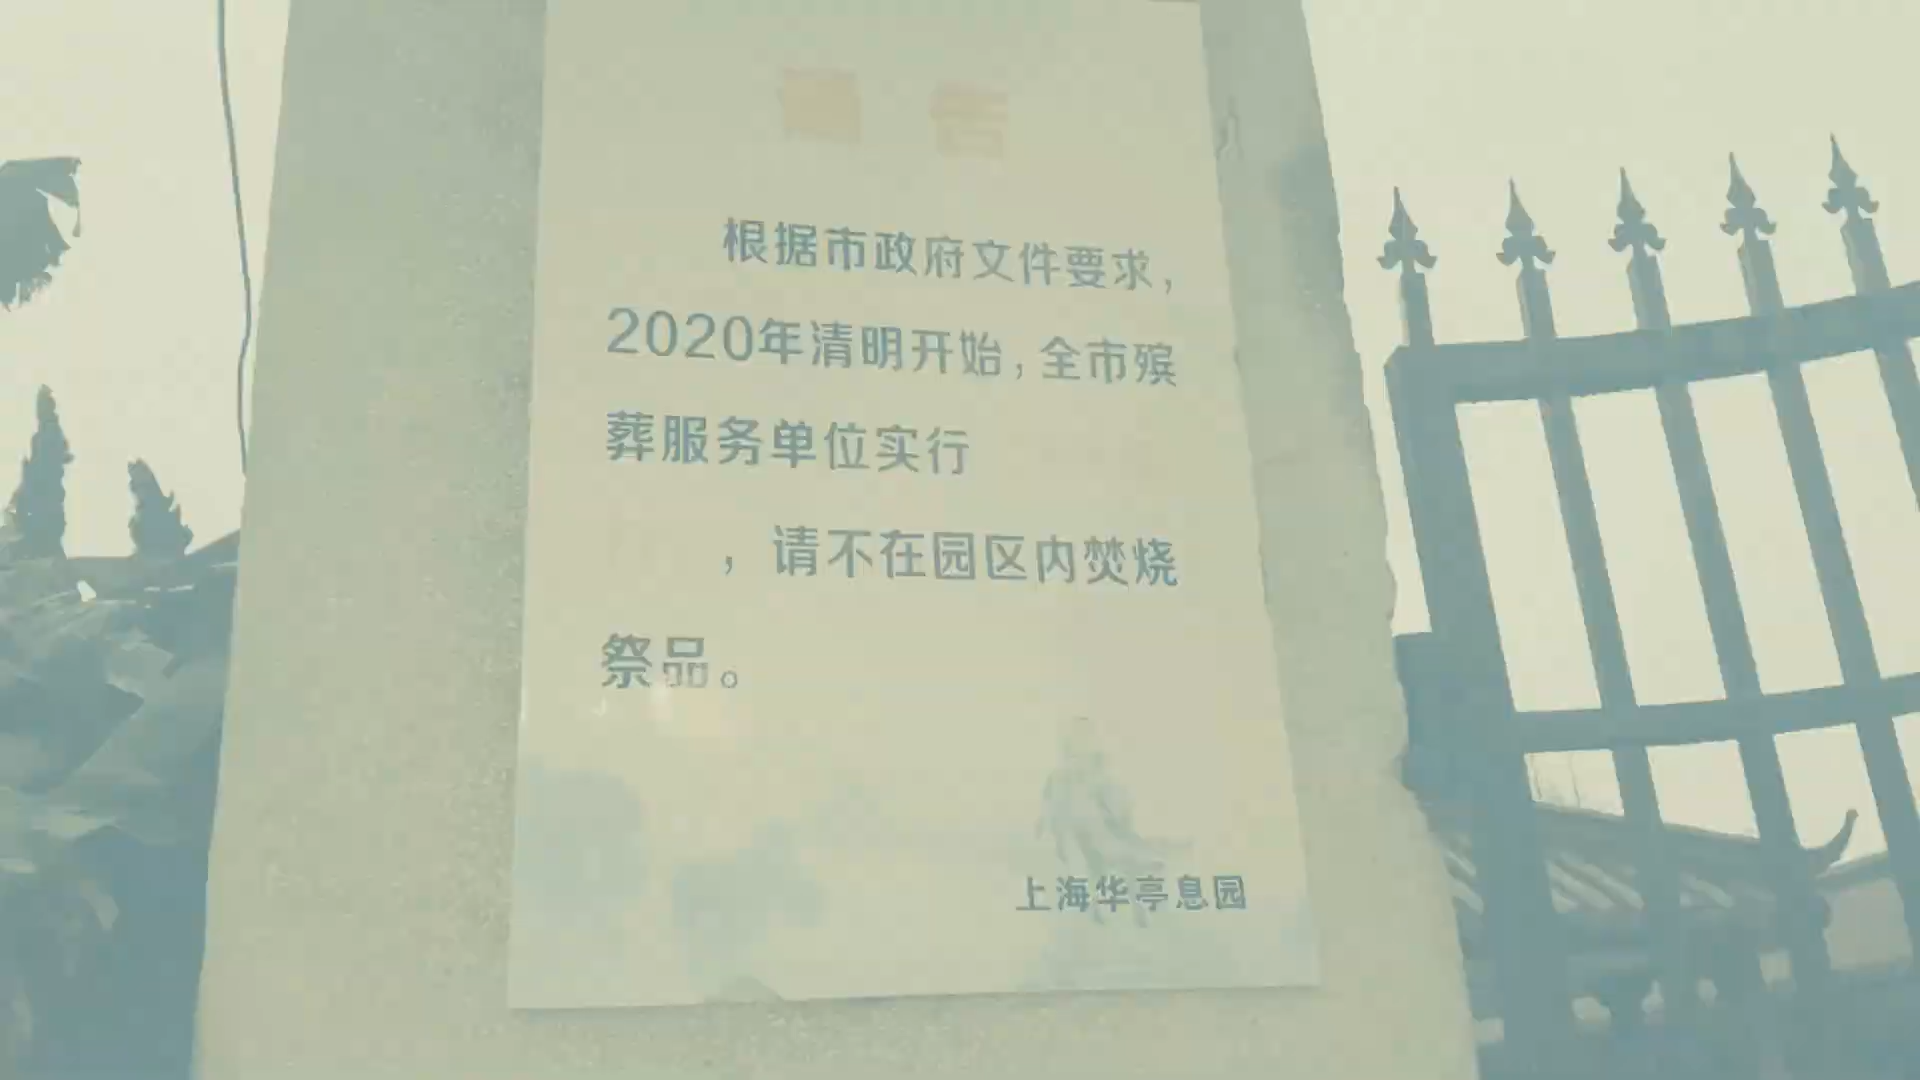 根据市政府文件要求，
2020年清明开始，全市殡
葬服务单位实行
，请不在园区内焚烧
祭品。
上海华亭息园